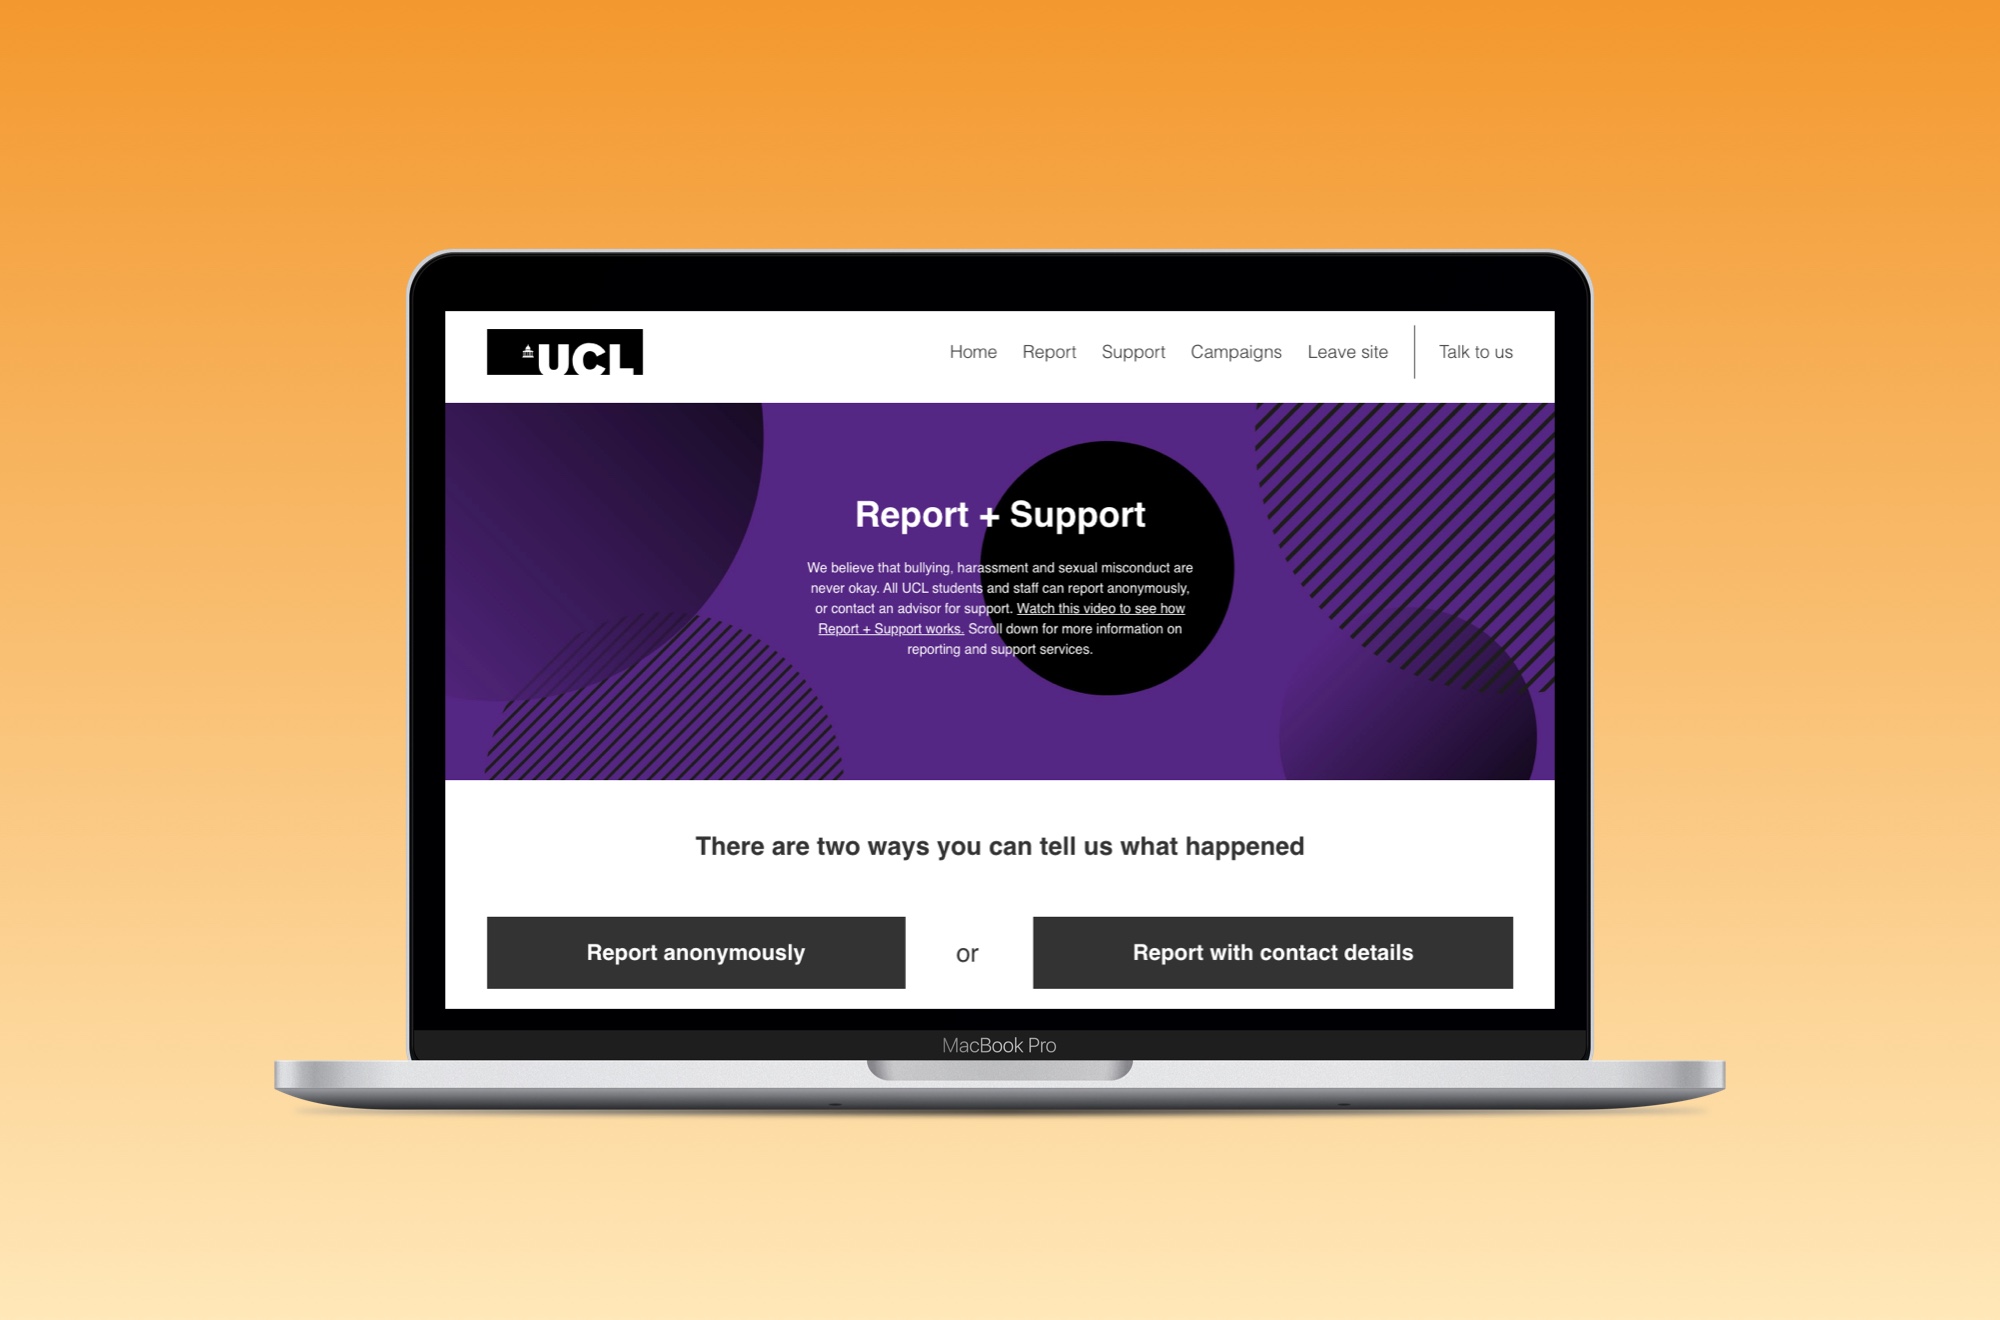 UCL
Home Report Support Campaigns Leave site Talk to us
Report + Support
We believe that bullying, harassment and sexual misconduct are
never okay. All UCL students and staff can report anonymously,
or contact an advisor for support. Watch this video to see how
Report + Support works. Scroll down for more information on
reporting and support services.
There are two ways you can tell us what happened
Report anonymously or Report with contact details
MacBook Pro